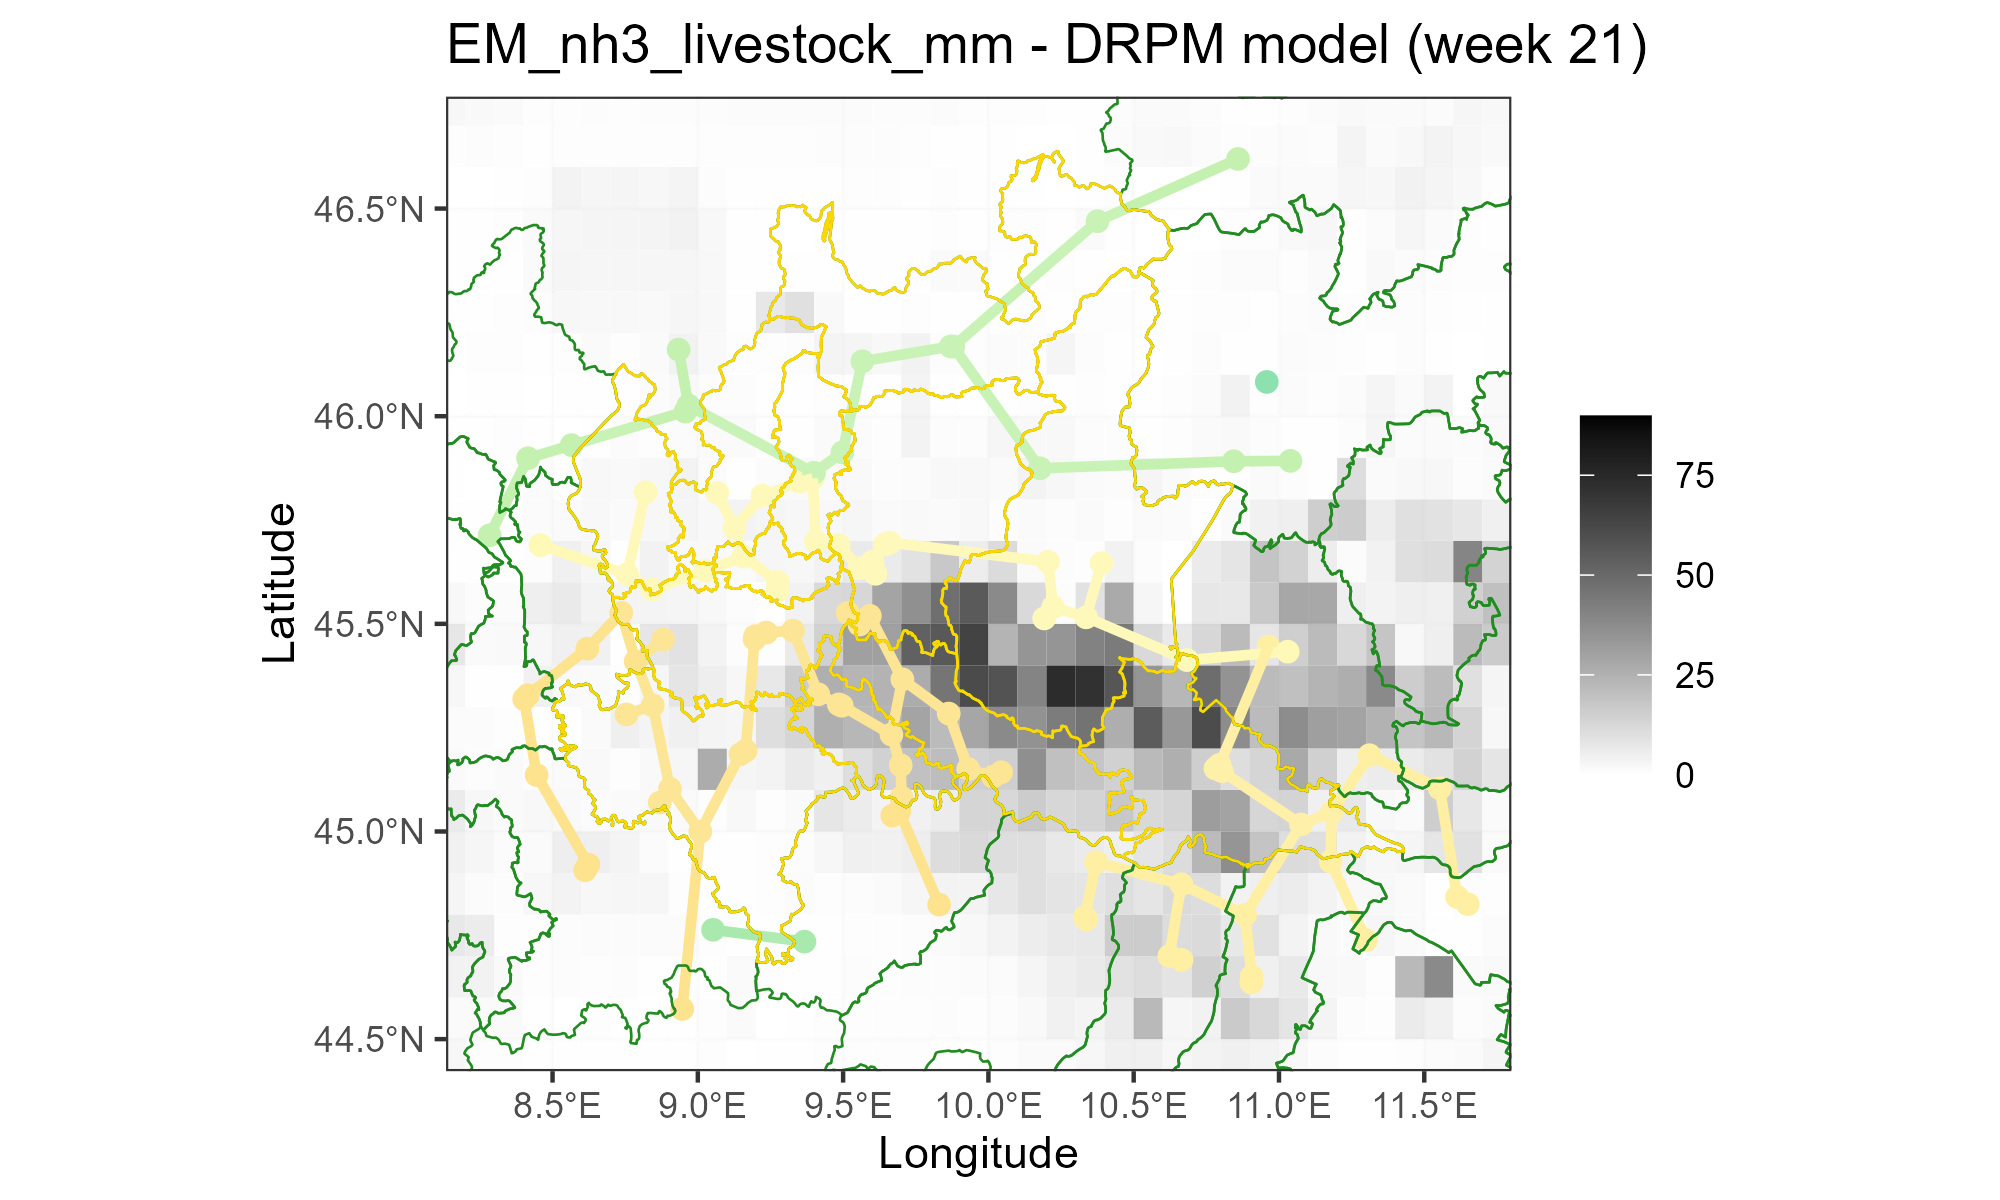 EM_nh3_livestock_mm - DRPM model (week 21)
46.5°N
46.0°N
45.5°N
45.0°N
44.5°N
Latitude
8.5°E
9.0°E
9.5°E
10.0°E
10.5°E
11.0°E
11.5°E
Longitude
75
50
25
0